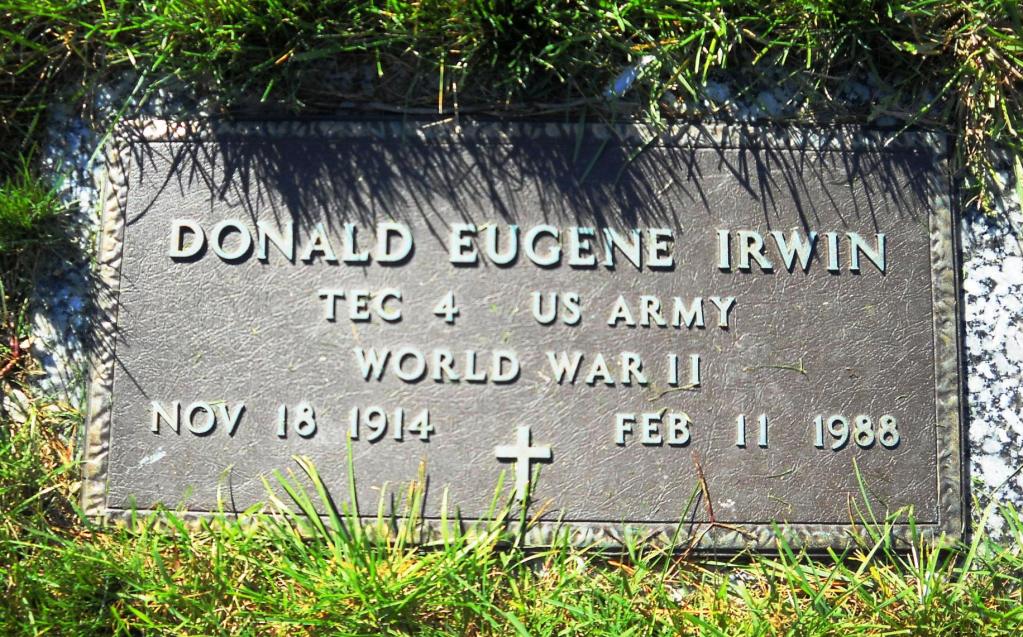 DONALD EUGENE IRWIN
TEC 4 US ARMY
WORLD WAR II
NOV 18 1914 FEB 11 1988